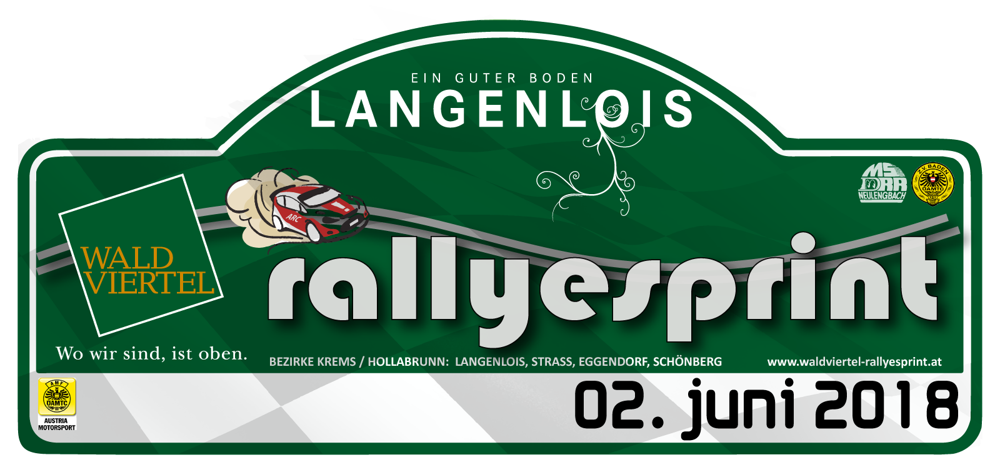 EIN GUTER BODEN
LANGENLOIS
MS
DRR
NEULENGBACH
Z.V. BADEN
ÖAMTC
ARC
WALD
VIERTEL
rallyesprint
Wo wir sind, ist oben.
BEZIRKE KREMS / HOLLABRUNN: LANGENLOIS, STRASS, EGGENDORF, SCHÖNBERG
www.waldviertel-rallyesprint.at
AMF
ÖAMTC
AUSTRIA
MOTORSPORT
02. juni 2018